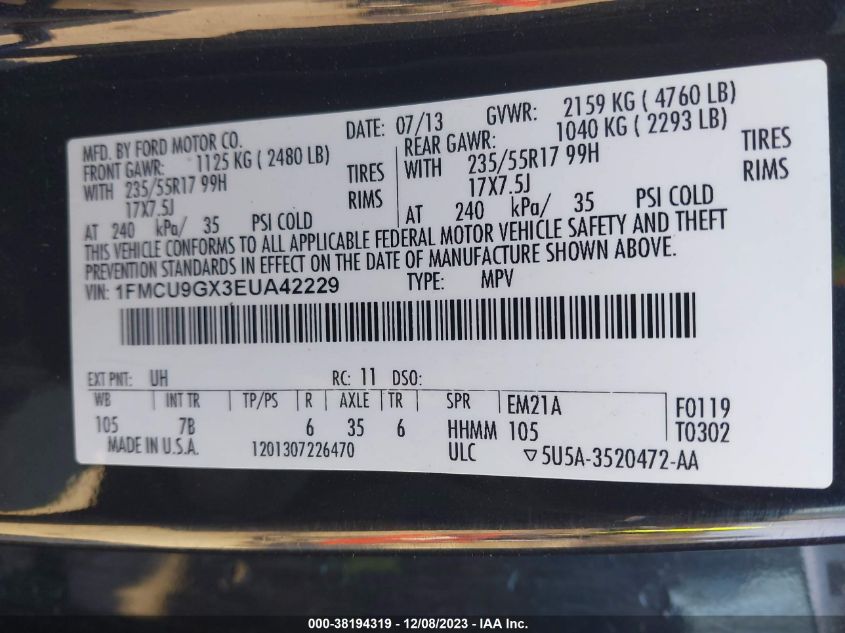 MFD. BY FORD MOTOR CO. DATE: 07/13 GVWR: 2159 KG ( 4760 LB)
FRONT GAWR: 1125 KG ( 2480 LB) REAR GAWR: 1040 KG ( 2293 LB)
WITH 235/55R17 99H TIRES WITH 235/55R17 99H TIRES
17X7.5J RIMS 17X7.5J RIMS
AT 240 kPa/ 35 PSI COLD AT 240 kPa/ 35 PSI COLD
THIS VEHICLE CONFORMS TO ALL APPLICABLE FEDERAL MOTOR VEHICLE SAFETY AND THEFT
PREVENTION STANDARDS IN EFFECT ON THE DATE OF MANUFACTURE SHOWN ABOVE.
VIN: 1FMCU9GX3EUA42229 TYPE: MPV
EXT PNT: UH RC: 11 DSO:
WB INT TR TP/PS R AXLE TR SPR EM21A F0119
105 7B 6 35 6 HHMM 105 T0302
MADE IN U.S.A. 1201307226470 ULC ▽5U5A-3520472-AA
000-38194319 - 12/08/2023 - IAA Inc.